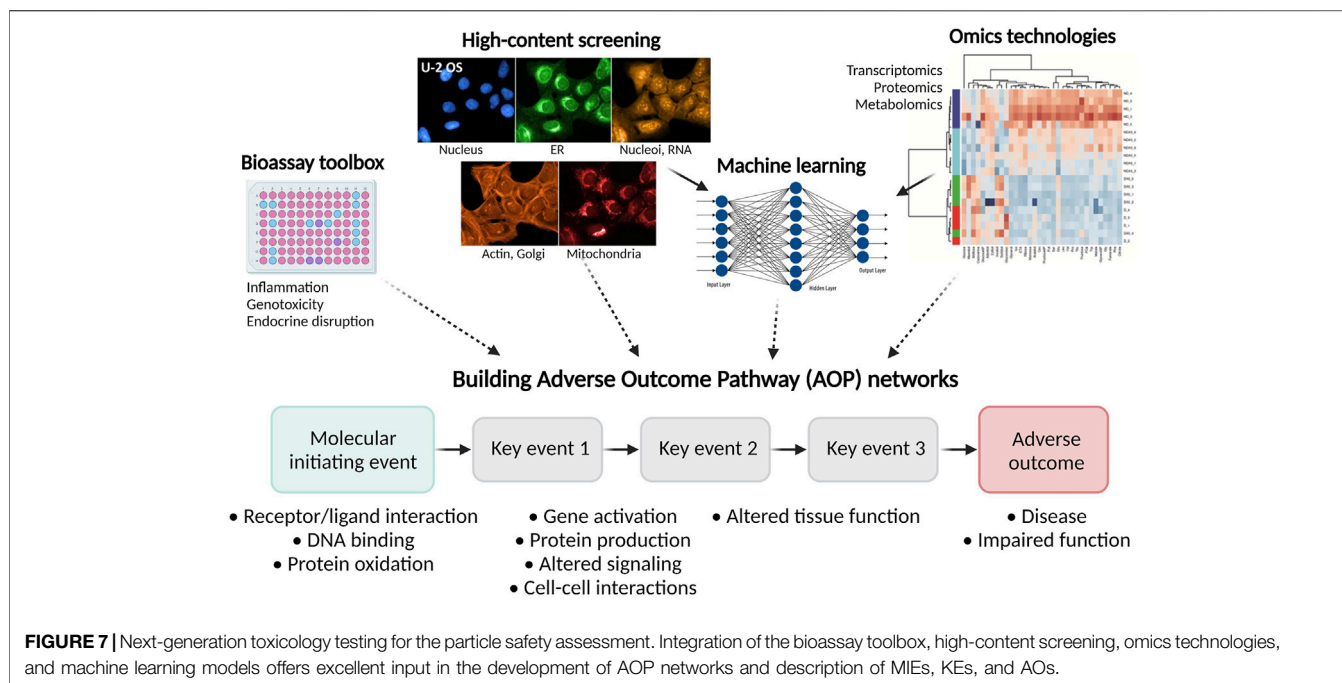 High-content screening
U-2 OS
Nucleus
ER
Nucleoi, RNA
Actin, Golgi
Mitochondria
Omics technologies
Transcriptomics
Proteomics
Metabolomics
Bioassay toolbox
Inflammation
Genotoxicity
Endocrine disruption
Machine learning
Input Layer
Hidden Layer
Output Layer
Building Adverse Outcome Pathway (AOP) networks
Molecular
initiating event
Key event 1
Key event 2
Key event 3
Adverse
outcome
• Receptor/ligand interaction
• DNA binding
• Protein oxidation
• Gene activation
• Protein production
• Altered signaling
• Cell-cell interactions
• Altered tissue function
• Disease
• Impaired function
FIGURE 7 | Next-generation toxicology testing for the particle safety assessment. Integration of the bioassay toolbox, high-content screening, omics technologies,
and machine learning models offers excellent input in the development of AOP networks and description of MIEs, KEs, and AOs.